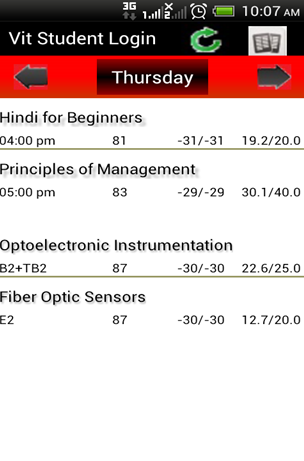 3G
1 X 2
10:07 AM
Vit Student Login
Thursday
Hindi for Beginners
04:00 pm 81 -31/-31 19.2/20.0
Principles of Management
05:00 pm 83 -29/-29 30.1/40.0
Optoelectronic Instrumentation
B2+TB2 87 -30/-30 22.6/25.0
Fiber Optic Sensors
E2 87 -30/-30 12.7/20.0